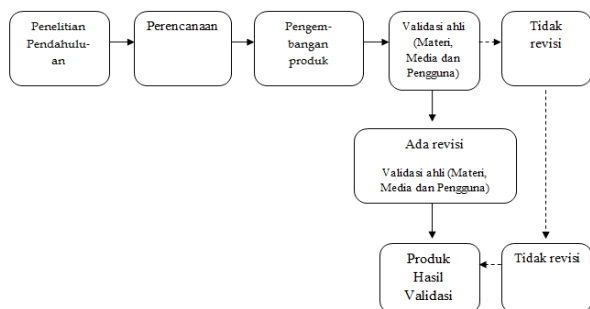 Penelitian
Pendahulu-
an
Perencanaan
Pengem-
bangan
produk
Validasi ahli
(Materi,
Media dan
Pengguna)
Tidak
revisi
Ada revisi
Validasi ahli (Materi,
Media dan Pengguna)
Produk
Hasil
Validasi
Tidak revisi